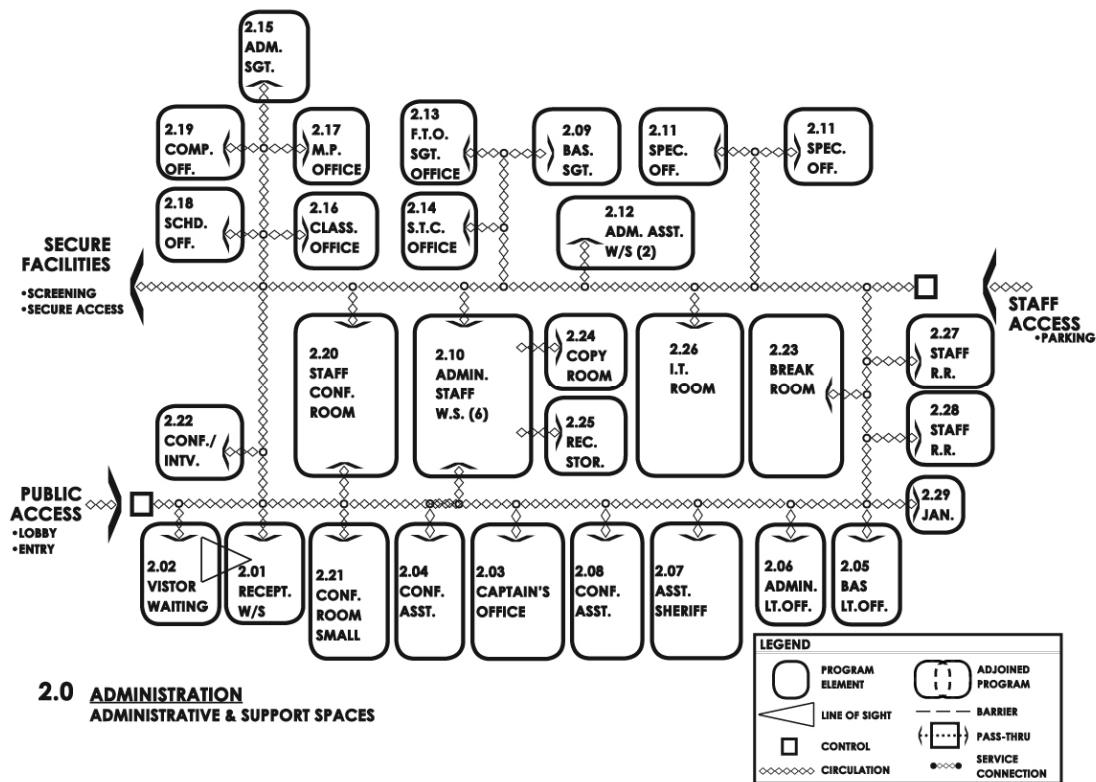 2.15
ADM.
SGT.
2.19
COMP.
OFF.
2.17
M.P.
OFFICE
2.13
F.T.O.
SGT.
OFFICE
2.09
BAS.
SGT.
2.11
SPEC.
OFF.
2.11
SPEC.
OFF.
2.18
SCHD.
OFF.
2.16
CLASS.
OFFICE
2.14
S.T.C.
OFFICE
2.12
ADM. ASST.
W/S (2)
SECURE
FACILITIES
•SCREENING
•SECURE ACCESS
STAFF
ACCESS
•PARKING
2.20
STAFF
CONF.
ROOM
2.10
ADMIN.
STAFF
W.S. (6)
2.24
COPY
ROOM
2.25
REC.
STOR.
2.26
I.T.
ROOM
2.23
BREAK
ROOM
2.27
STAFF
R.R.
2.28
STAFF
R.R.
2.22
CONF./
INTV.
PUBLIC
ACCESS
•LOBBY
•ENTRY
2.29
JAN.
2.02
VISTOR
WAITING
2.01
RECEPT.
W/S
2.21
CONF.
ROOM
SMALL
2.04
CONF.
ASST.
2.03
CAPTAIN'S
OFFICE
2.08
CONF.
ASST.
2.07
ASST.
SHERIFF
2.06
ADMIN.
LT.OFF.
2.05
BAS
LT.OFF.
2.0 ADMINISTRATION
ADMINISTRATIVE & SUPPORT SPACES
LEGEND
PROGRAM
ELEMENT
LINE OF SIGHT
CONTROL
CIRCULATION
ADJOINED
PROGRAM
BARRIER
PASS-THRU
SERVICE
CONNECTION